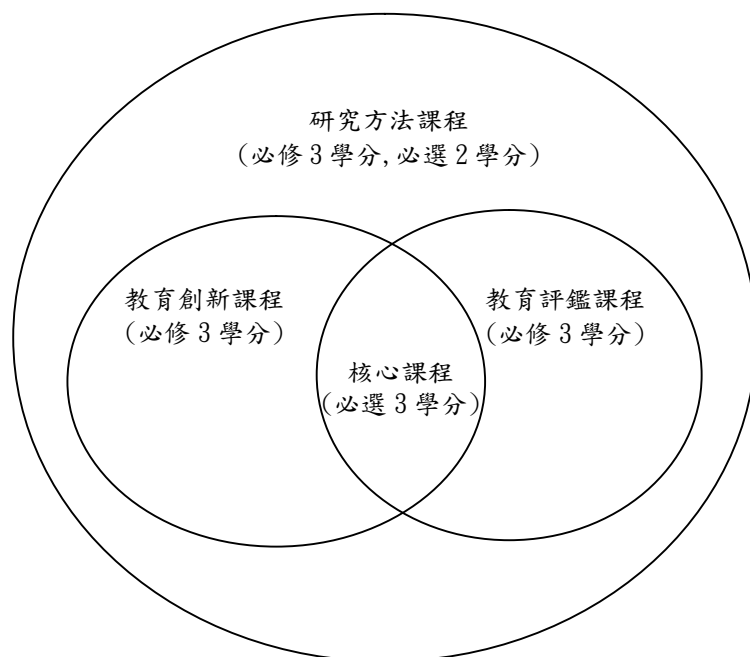 研究方法課程
(必修 3 學分, 必選 2 學分)
教育創新課程
(必修 3 學分)
教育評鑑課程
(必修 3 學分)
核心課程
(必選 3 學分)